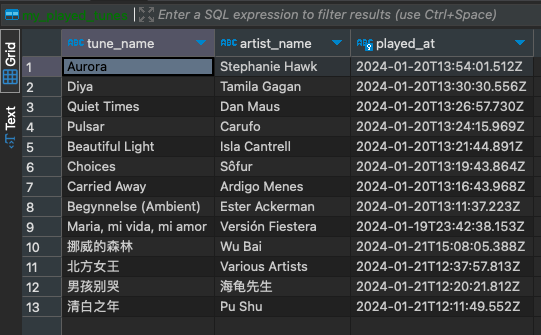 my_played_tunes Enter a SQL expression to filter results (use Ctrl+Space)
Grid
Text
ABC tune_name ABC artist_name ABC played_at
1 Aurora Stephanie Hawk 2024-01-20T13:54:01.512Z
2 Diya Tamila Gagan 2024-01-20T13:30:30.556Z
3 Quiet Times Dan Maus 2024-01-20T13:26:57.730Z
4 Pulsar Carufo 2024-01-20T13:24:15.969Z
5 Beautiful Light Isla Cantrell 2024-01-20T13:21:44.891Z
6 Choices Sôfur 2024-01-20T13:19:43.864Z
7 Carried Away Ardigo Menes 2024-01-20T13:16:43.968Z
8 Begynnelse (Ambient) Ester Ackerman 2024-01-20T13:11:37.223Z
9 Maria, mi vida, mi amor Versión Fiestera 2024-01-19T23:42:38.153Z
10 挪威的森林 Wu Bai 2024-01-21T15:08:05.388Z
11 北方女王 Various Artists 2024-01-21T12:37:57.813Z
12 男孩别哭 海龟先生 2024-01-21T12:20:21.812Z
13 清白之年 Pu Shu 2024-01-21T12:11:49.552Z